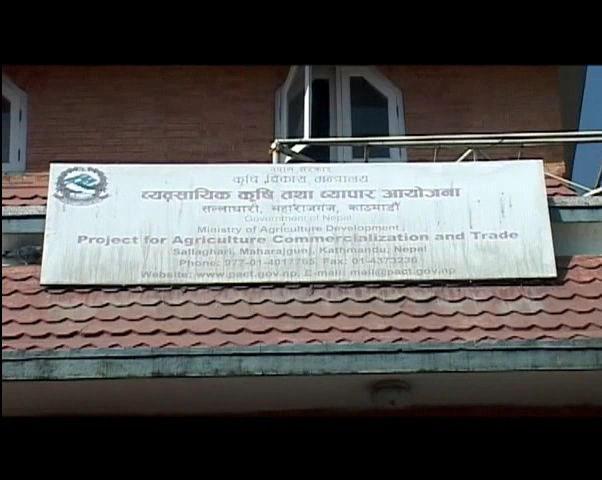 नेपाल सरकार
कृषि विकास मन्त्रालय
व्यवसायिक कृषि तथा व्यापार आयोजना
सल्लाघारी, महाराजगंज, काठमाडौं
Government of Nepal
Ministry of Agriculture Development
Project for Agriculture Commercialization and Trade
Sallaghari, Maharajgunj, Kathmandu, Nepal
Phone: 977-01-4017765 Fax: 01-4373236
Website: www.pact.gov.np, E-mail: mail@pact.gov.np